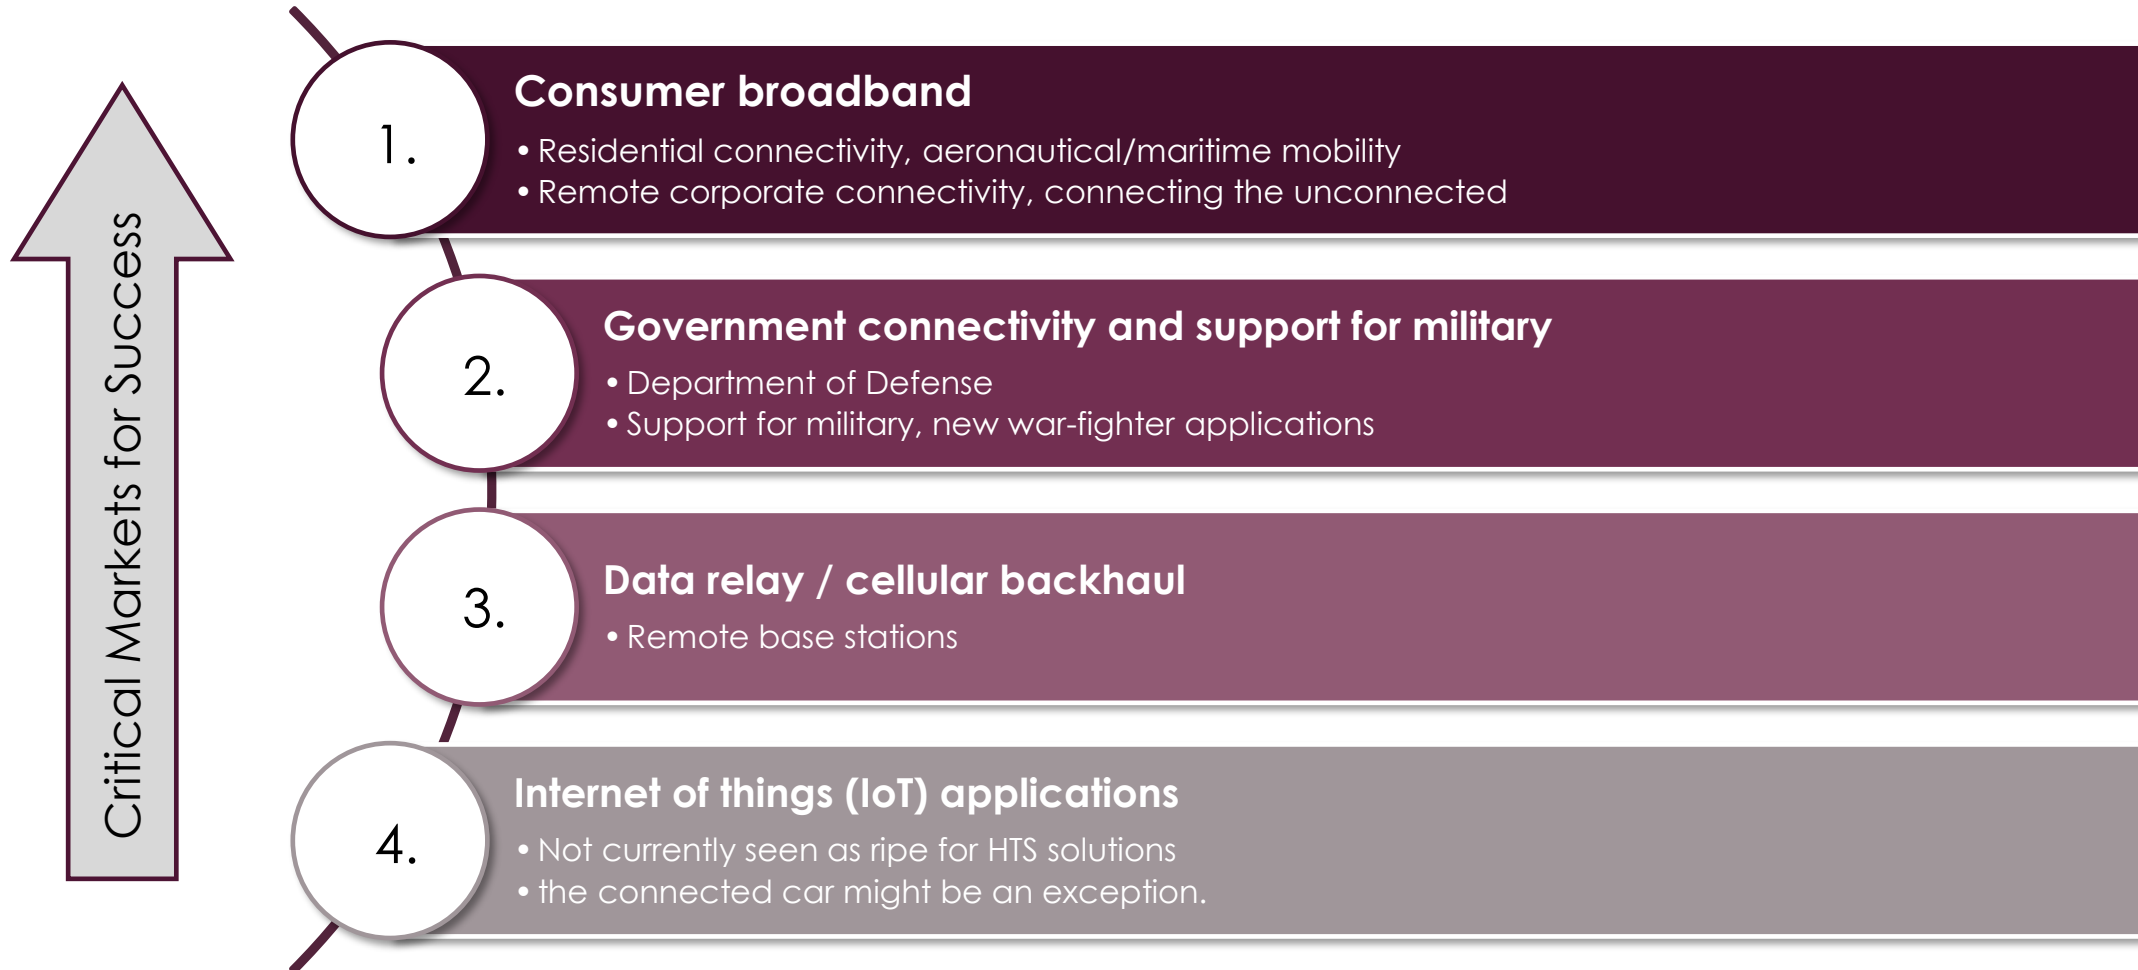 Critical Markets for Success
1.
Consumer broadband
• Residential connectivity, aeronautical/maritime mobility
• Remote corporate connectivity, connecting the unconnected
2.
Government connectivity and support for military
• Department of Defense
• Support for military, new war-fighter applications
3.
Data relay / cellular backhaul
• Remote base stations
4.
Internet of things (IoT) applications
• Not currently seen as ripe for HTS solutions
• the connected car might be an exception.